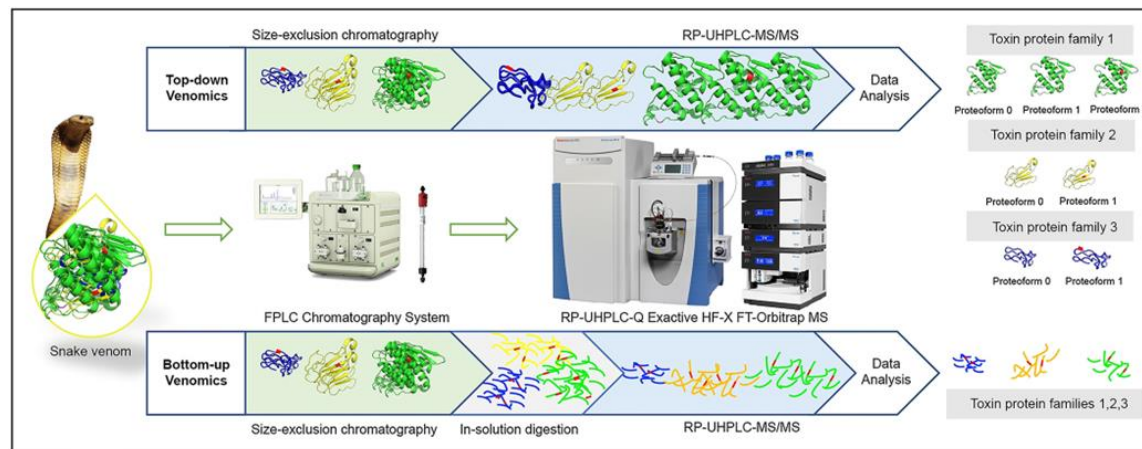 Size-exclusion chromatography
RP-UHPLC-MS/MS
Top-down
Venomics
Data
Analysis
Toxin protein family 1
Proteoform 0
Proteoform 1
Proteoform
Toxin protein family 2
Proteoform 0
Proteoform 1
Toxin protein family 3
Proteoform 0
Proteoform 1
Snake venom
FPLC Chromatography System
RP-UHPLC-Q Exactive HF-X FT-Orbitrap MS
Bottom-up
Venomics
Data
Analysis
Toxin protein families 1,2,3
Size-exclusion chromatography
In-solution digestion
RP-UHPLC-MS/MS